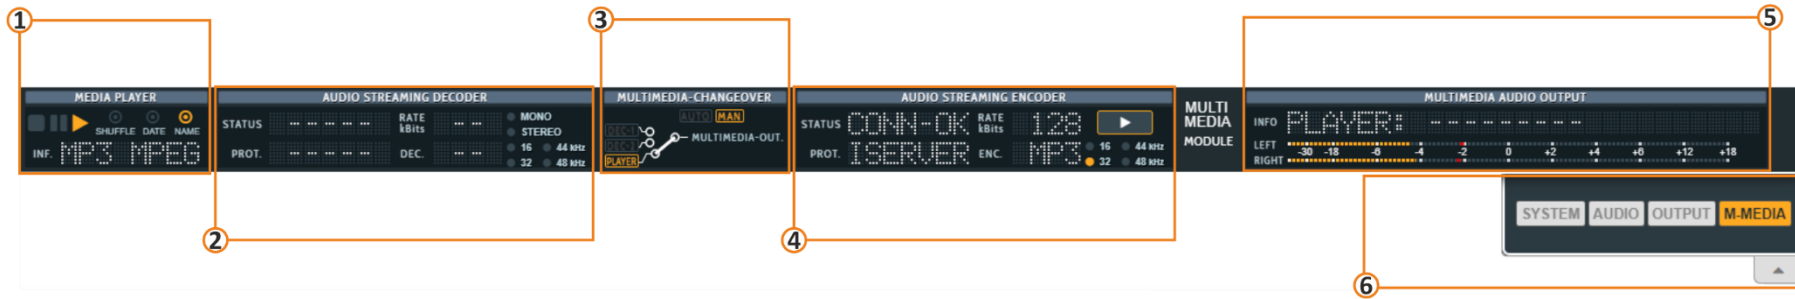 1
3
5
MEDIA PLAYER
SHUFFLE DATE NAME
INF. MP3 MPEG
AUDIO STREAMING DECODER
STATUS ----- RATE kBits -- MONO
STEREO
PROT. ----- DEC. -- 16 44 kHz
32 48 kHz
MULTIMEDIA-CHANGEOVER
AUTO MAN
DEC-1
MULTIMEDIA-OUT.
PLAYER
AUDIO STREAMING ENCODER
STATUS CONN-OK RATE kBits 128
PROT. ISERVER ENC. MP3 16 44 kHz
32 48 kHz
MULTI
MEDIA
MODULE
MULTIMEDIA AUDIO OUTPUT
INFO PLAYER: ---------
LEFT
-30 -18 -6 -4 -2 0 +2 +4 +6 +12 +18
RIGHT
SYSTEM AUDIO OUTPUT M-MEDIA
2
4
6